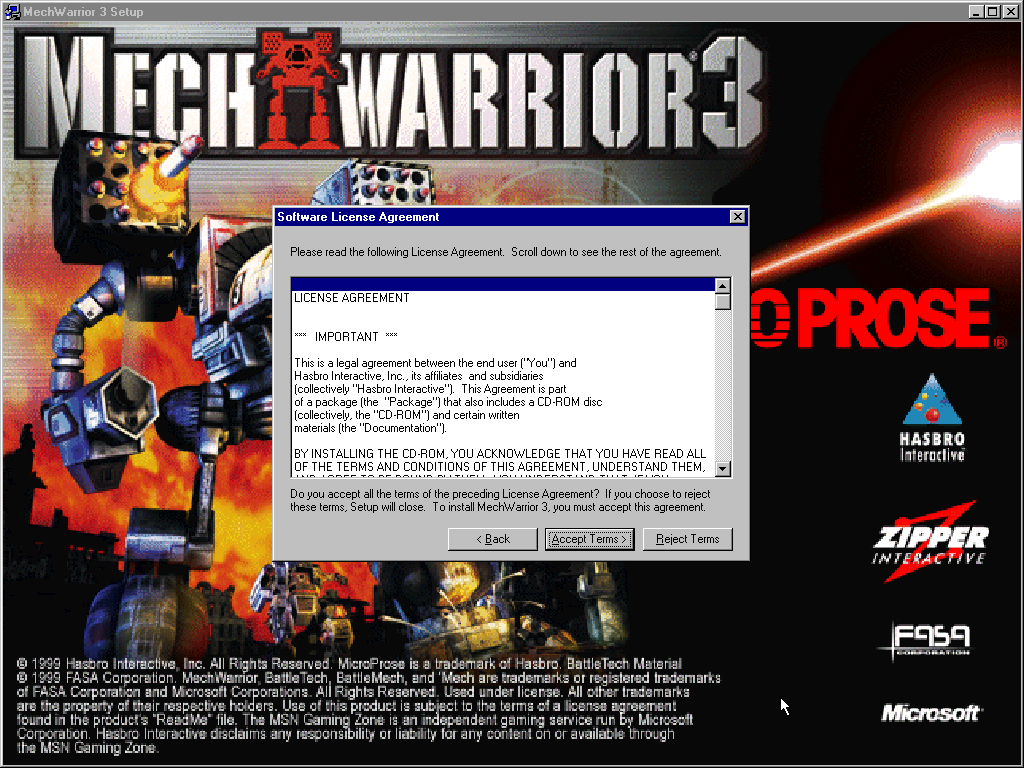 MechWarrior 3 Setup
MECHWARRIOR 3
Software License Agreement
Please read the following License Agreement. Scroll down to see the rest of the agreement.
LICENSE AGREEMENT
*** IMPORTANT ***
This is a legal agreement between the end user ("You") and
Hasbro Interactive, Inc., its affiliates and subsidiaries
(collectively "Hasbro Interactive"). This Agreement is part
of a package (the "Package") that also includes a CD-ROM disc
(collectively, the "CD-ROM") and certain written
materials (the "Documentation").
BY INSTALLING THE CD-ROM, YOU ACKNOWLEDGE THAT YOU HAVE READ ALL
OF THE TERMS AND CONDITIONS OF THIS AGREEMENT, UNDERSTAND THEM,
Do you accept all the terms of the preceding License Agreement? If you choose to reject
these terms, Setup will close. To install MechWarrior 3, you must accept this agreement.
< Back
Accept Terms >
Reject Terms
O PROSE®
HASBRO
Interactive
ZIPPER
INTERACTIVE
FASA
CORPORATION
Microsoft
© 1999 Hasbro Interactive, Inc. All Rights Reserved. MicroProse is a trademark of Hasbro. BattleTech Material
© 1999 FASA Corporation. MechWarrior, BattleTech, BattleMech, and 'Mech are trademarks or registered trademarks
of FASA Corporation and Microsoft Corporations. All Rights Reserved. Used under license. All other trademarks
are the property of their respective holders. Use of this product is subject to the terms of a license agreement
found in the product's "ReadMe" file. The MSN Gaming Zone is an independent gaming service run by Microsoft
Corporation. Hasbro Interactive disclaims any responsibility or liability for any content on or available through
the MSN Gaming Zone.